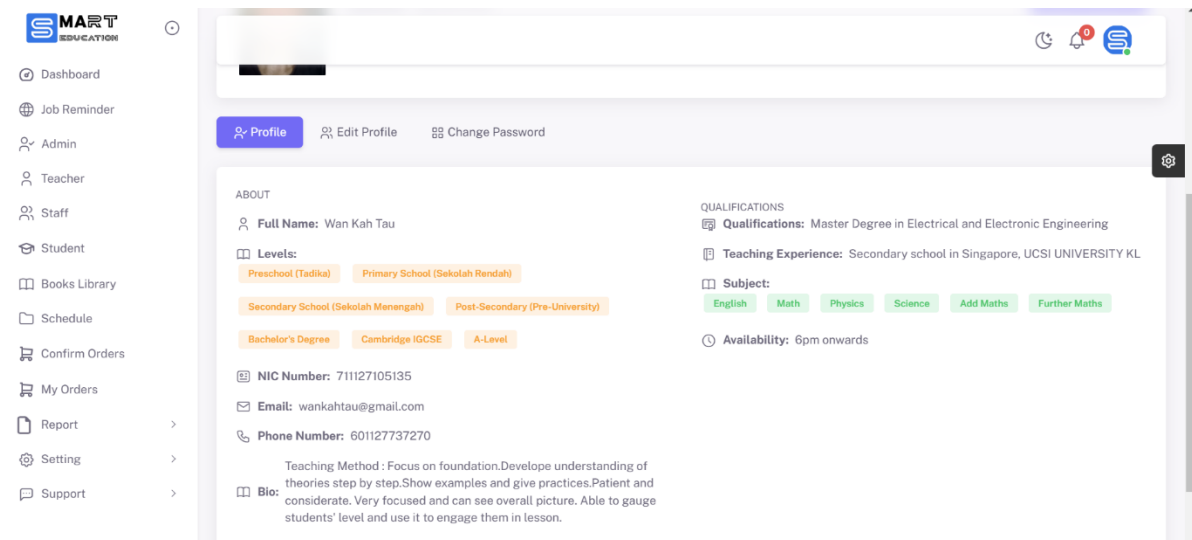 SMART
EDUCATION
Dashboard
Job Reminder
Admin
Teacher
Staff
Student
Books Library
Schedule
Confirm Orders
My Orders
Report
Setting
Support
0
Profile
Edit Profile
Change Password
ABOUT
Full Name: Wan Kah Tau
Levels:
Preschool (Tadika) Primary School (Sekolah Rendah)
Secondary School (Sekolah Menengah) Post-Secondary (Pre-University)
Bachelor's Degree Cambridge IGCSE A-Level
NIC Number: 711127105135
Email: wankahtau@gmail.com
Phone Number: 601127737270
Bio: Teaching Method : Focus on foundation.Develope understanding of
theories step by step.Show examples and give practices.Patient and
considerate. Very focused and can see overall picture. Able to gauge
students' level and use it to engage them in lesson.
QUALIFICATIONS
Qualifications: Master Degree in Electrical and Electronic Engineering
Teaching Experience: Secondary school in Singapore, UCSI UNIVERSITY KL
Subject:
English Math Physics Science Add Maths Further Maths
Availability: 6pm onwards